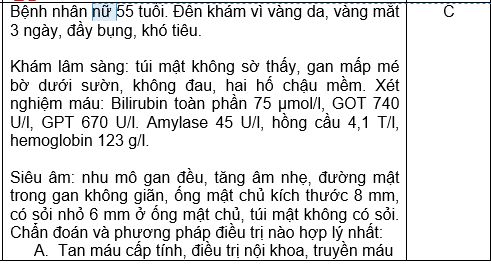 Bệnh nhân nữ 55 tuổi. Đến khám vì vàng da, vàng mắt C
3 ngày, đầy bụng, khó tiêu.
Khám lâm sàng: túi mật không sờ thấy, gan mấp mé
bờ dưới sườn, không đau, hai hố chậu mềm. Xét
nghiệm máu: Bilirubin toàn phần 75 µmol/l, GOT 740
U/l, GPT 670 U/l. Amylase 45 U/l, hồng cầu 4,1 T/l,
hemoglobin 123 g/l.
Siêu âm: nhu mô gan đều, tăng âm nhẹ, đường mật
trong gan không giãn, ống mật chủ kích thước 8 mm,
có sỏi nhỏ 6 mm ở ống mật chủ, túi mật không có sỏi.
Chẩn đoán và phương pháp điều trị nào hợp lý nhất:
A. Tan máu cấp tính, điều trị nội khoa, truyền máu